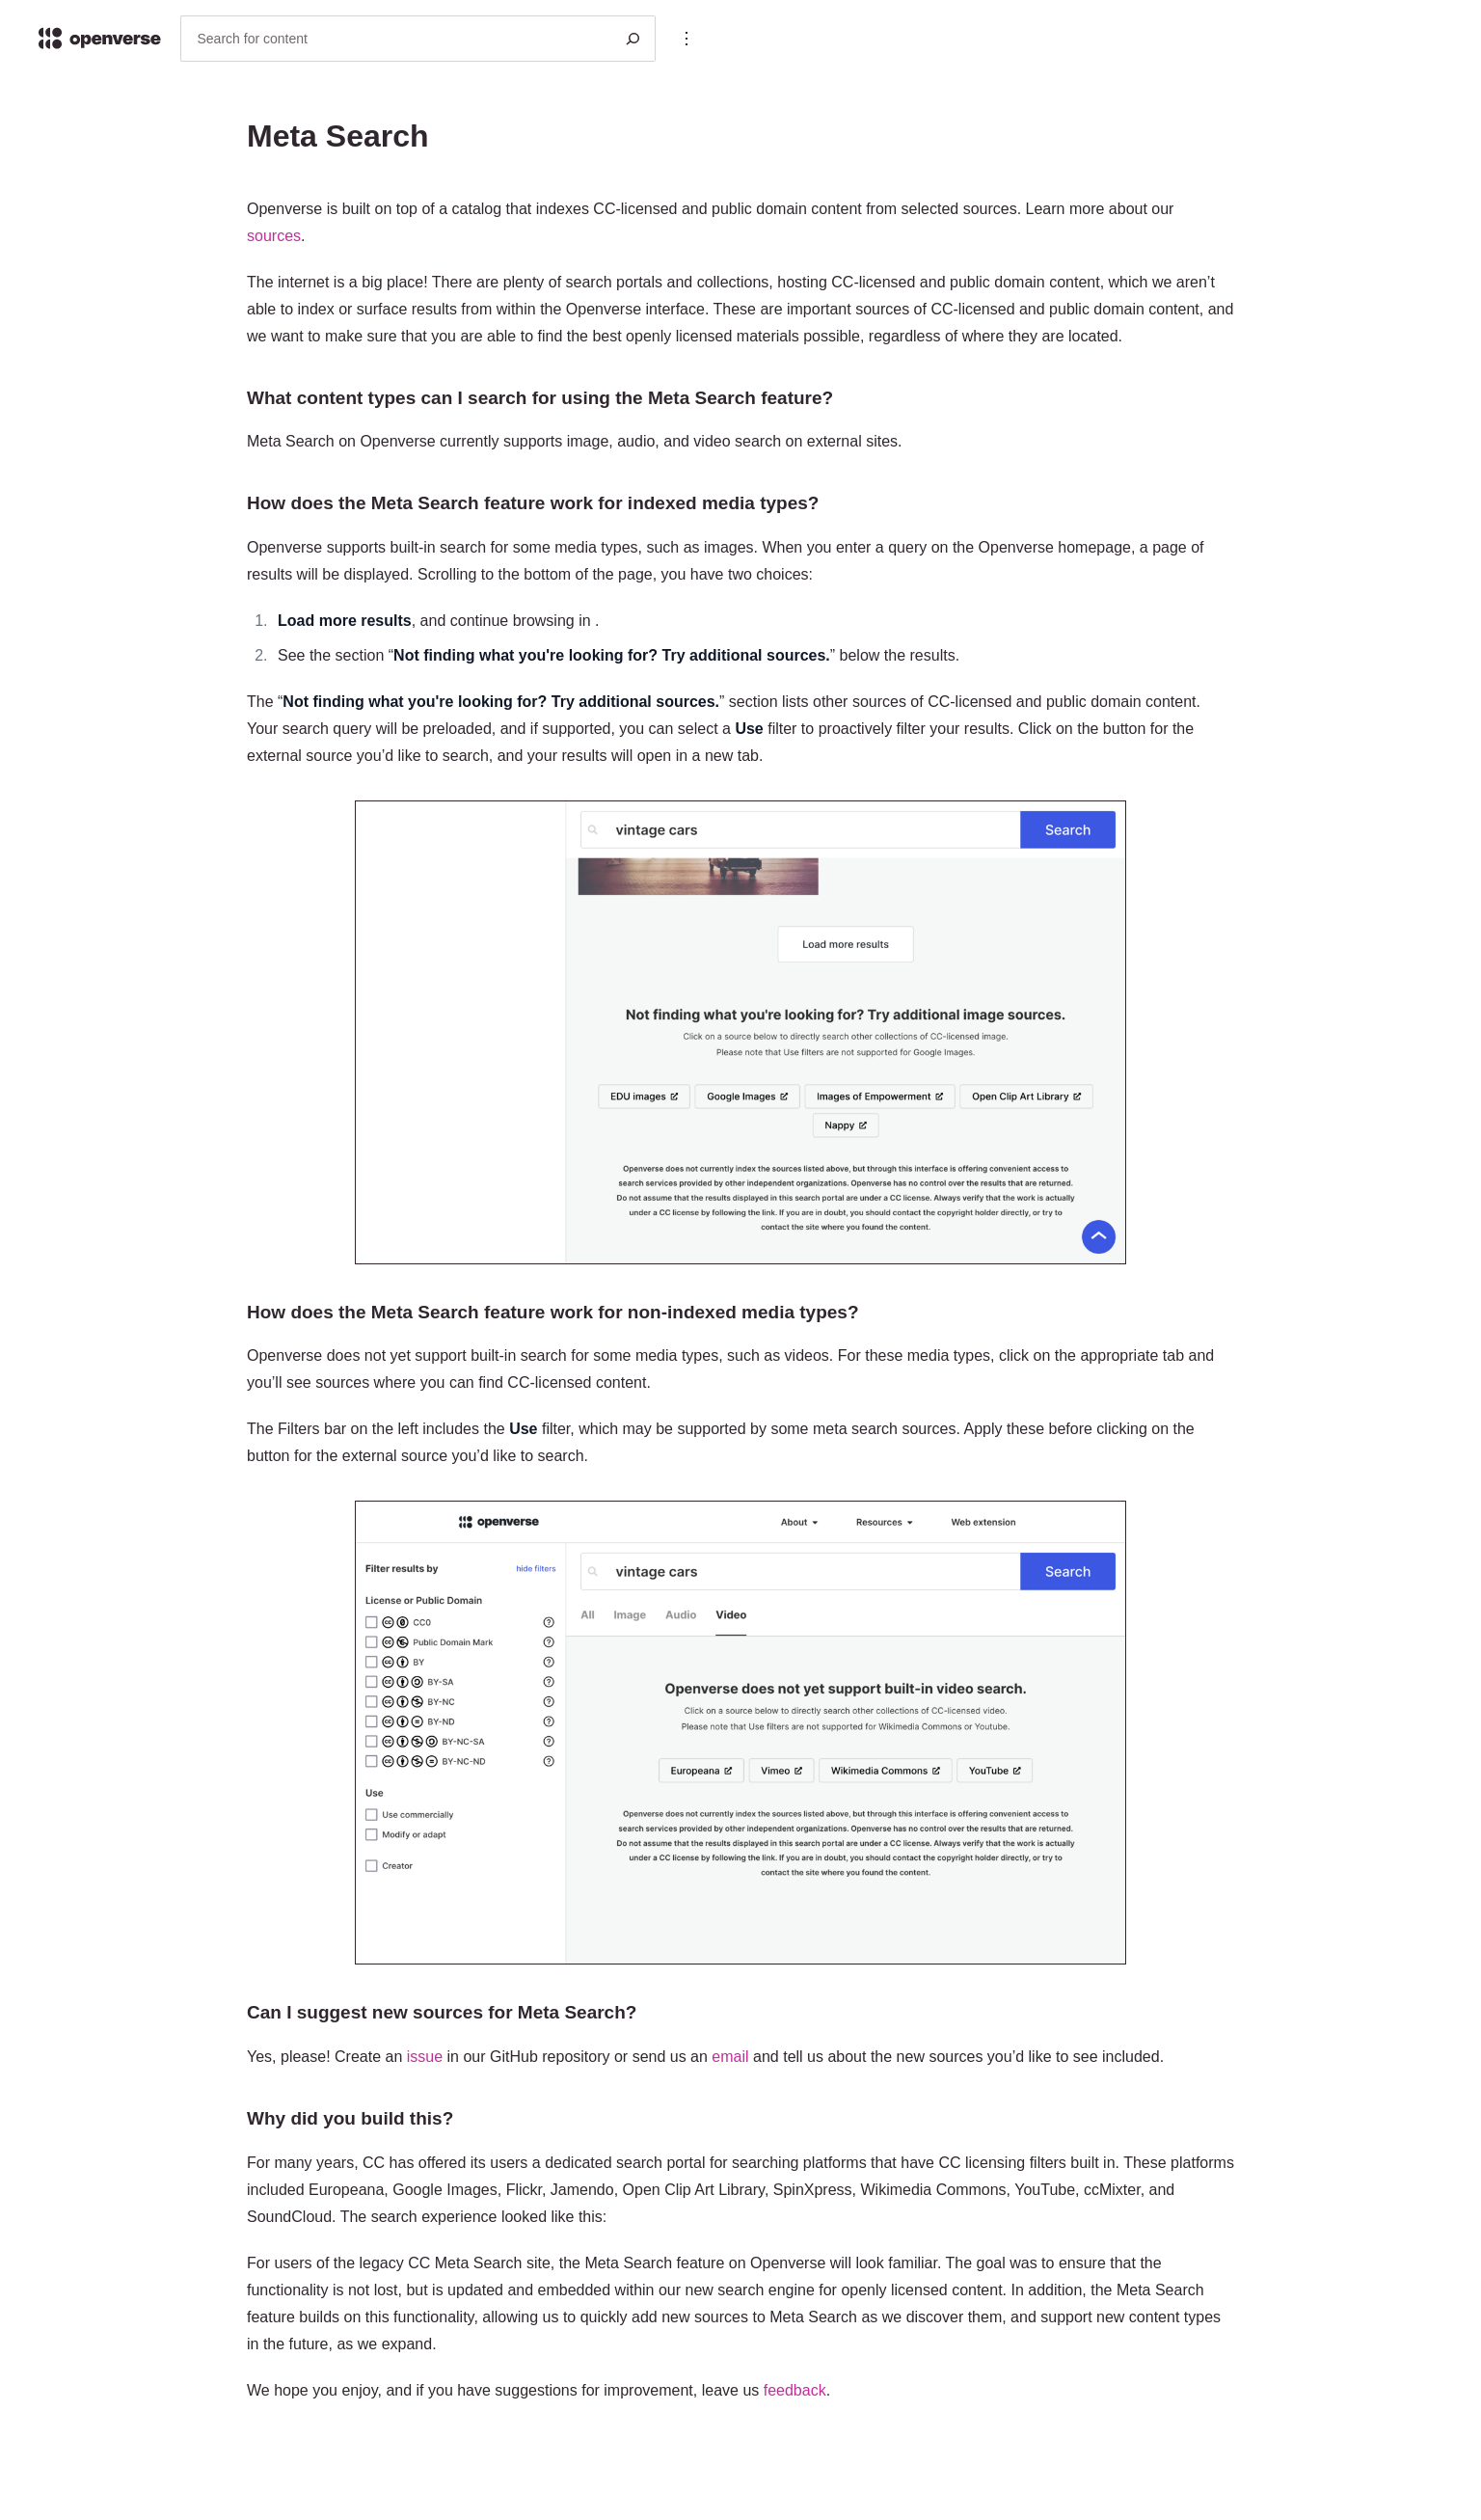 openverse
Search for content
Meta Search
Openverse is built on top of a catalog that indexes CC-licensed and public domain content from selected sources. Learn more about our
sources.
The internet is a big place! There are plenty of search portals and collections, hosting CC-licensed and public domain content, which we aren’t
able to index or surface results from within the Openverse interface. These are important sources of CC-licensed and public domain content, and
we want to make sure that you are able to find the best openly licensed materials possible, regardless of where they are located.
What content types can I search for using the Meta Search feature?
Meta Search on Openverse currently supports image, audio, and video search on external sites.
How does the Meta Search feature work for indexed media types?
Openverse supports built-in search for some media types, such as images. When you enter a query on the Openverse homepage, a page of
results will be displayed. Scrolling to the bottom of the page, you have two choices:
1. Load more results, and continue browsing in .
2. See the section “Not finding what you're looking for? Try additional sources.” below the results.
The “Not finding what you're looking for? Try additional sources.” section lists other sources of CC-licensed and public domain content.
Your search query will be preloaded, and if supported, you can select a Use filter to proactively filter your results. Click on the button for the
external source you’d like to search, and your results will open in a new tab.
vintage cars Search
Load more results
Not finding what you're looking for? Try additional image sources.
Click on a source below to directly search other collections of CC-licensed image.
Please note that Use filters are not supported for Google Images.
EDU images Google Images Images of Empowerment Open Clip Art Library
Nappy
Openverse does not currently index the sources listed above, but through this interface is offering convenient access to
search services provided by other independent organizations. Openverse has no control over the results that are returned.
Do not assume that the results displayed in this search portal are under a CC license. Always verify that the work is actually
under a CC license by following the link. If you are in doubt, you should contact the copyright holder directly, or try to
contact the site where you found the content.
How does the Meta Search feature work for non-indexed media types?
Openverse does not yet support built-in search for some media types, such as videos. For these media types, click on the appropriate tab and
you’ll see sources where you can find CC-licensed content.
The Filters bar on the left includes the Use filter, which may be supported by some meta search sources. Apply these before clicking on the
button for the external source you’d like to search.
openverse About Resources Web extension
Filter results by hide filters
License or Public Domain
CC0
Public Domain Mark
BY
BY-SA
BY-NC
BY-ND
BY-NC-SA
BY-NC-ND
Use
Use commercially
Modify or adapt
Creator
vintage cars Search
All Image Audio Video
Openverse does not yet support built-in video search.
Click on a source below to directly search other collections of CC-licensed video.
Please note that Use filters are not supported for Wikimedia Commons or Youtube.
Europeana Vimeo Wikimedia Commons YouTube
Openverse does not currently index the sources listed above, but through this interface is offering convenient access to
search services provided by other independent organizations. Openverse has no control over the results that are returned.
Do not assume that the results displayed in this search portal are under a CC license. Always verify that the work is actually
under a CC license by following the link. If you are in doubt, you should contact the copyright holder directly, or try to
contact the site where you found the content.
Can I suggest new sources for Meta Search?
Yes, please! Create an issue in our GitHub repository or send us an email and tell us about the new sources you’d like to see included.
Why did you build this?
For many years, CC has offered its users a dedicated search portal for searching platforms that have CC licensing filters built in. These platforms
included Europeana, Google Images, Flickr, Jamendo, Open Clip Art Library, SpinXpress, Wikimedia Commons, YouTube, ccMixter, and
SoundCloud. The search experience looked like this:
For users of the legacy CC Meta Search site, the Meta Search feature on Openverse will look familiar. The goal was to ensure that the
functionality is not lost, but is updated and embedded within our new search engine for openly licensed content. In addition, the Meta Search
feature builds on this functionality, allowing us to quickly add new sources to Meta Search as we discover them, and support new content types
in the future, as we expand.
We hope you enjoy, and if you have suggestions for improvement, leave us feedback.